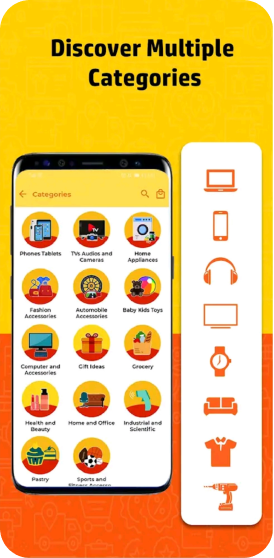 Discover Multiple
Categories
Categories
Phones Tablets
TVs Audios and
Cameras
Home
Appliances
Fashion
Accessories
Automobile
Accessories
Baby Kids Toys
Computer and
Accessories
Gift Ideas
Grocery
Health and
Beauty
Home and Office
Industrial and
Scientific
Pastry
Sports and
Fitness